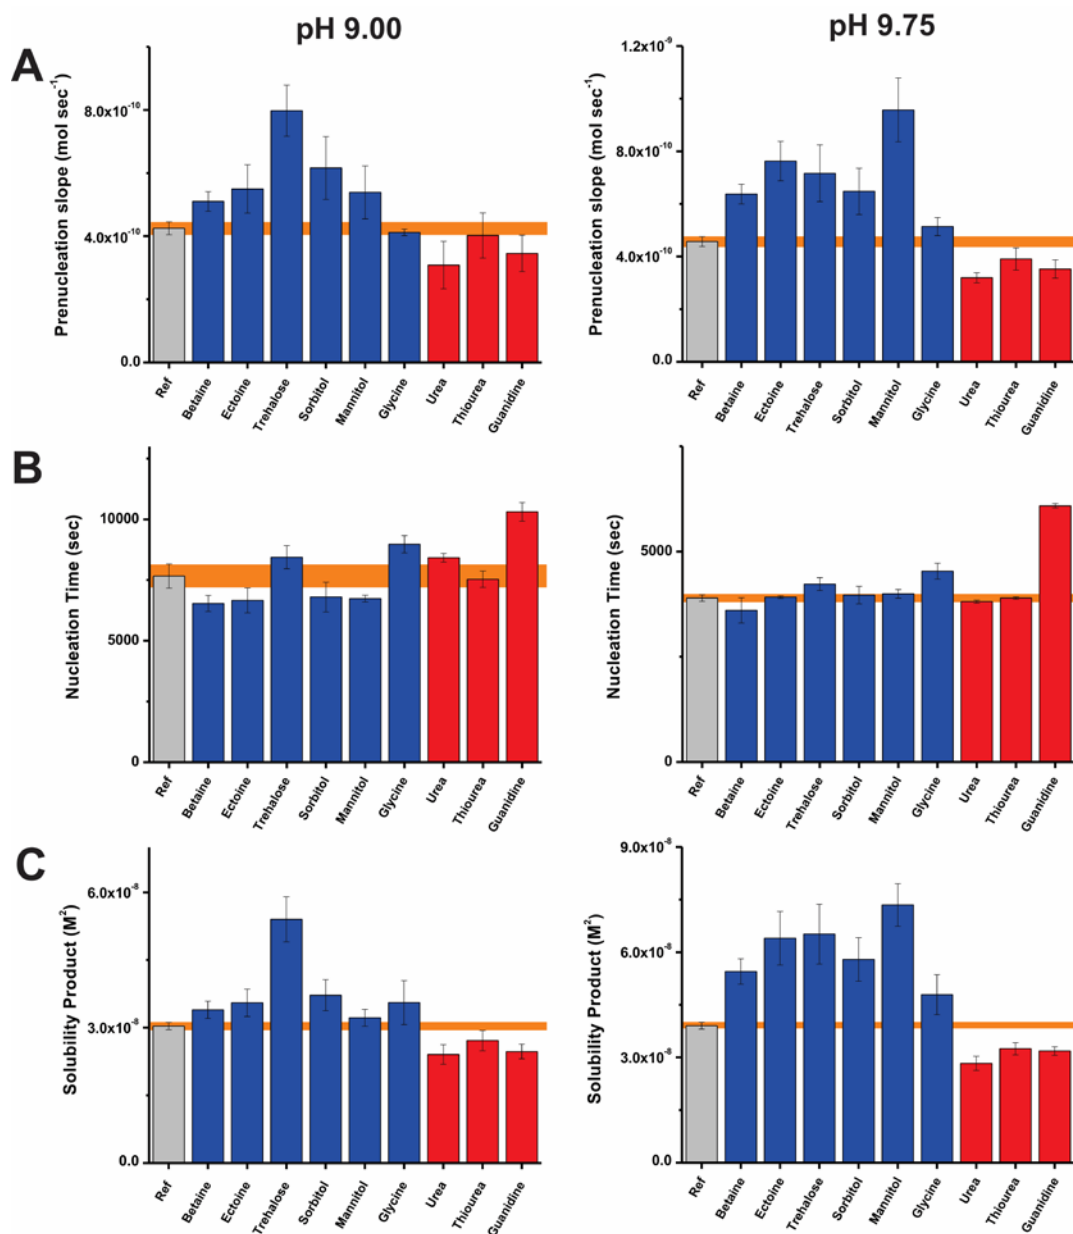 pH 9.00
pH 9.75
A
Prenucleation slope (mol sec⁻¹)
8.0x10⁻¹⁰
4.0x10⁻¹⁰
0.0
Ref
Betaine
Ectoine
Trehalose
Sorbitol
Mannitol
Glycine
Urea
Thiourea
Guanidine
Prenucleation slope (mol sec⁻¹)
1.2x10⁻⁹
8.0x10⁻¹⁰
4.0x10⁻¹⁰
0.0
Ref
Betaine
Ectoine
Trehalose
Sorbitol
Mannitol
Glycine
Urea
Thiourea
Guanidine
B
Nucleation Time (sec)
10000
5000
0
Ref
Betaine
Ectoine
Trehalose
Sorbitol
Mannitol
Glycine
Urea
Thiourea
Guanidine
Nucleation Time (sec)
5000
0
Ref
Betaine
Ectoine
Trehalose
Sorbitol
Mannitol
Glycine
Urea
Thiourea
Guanidine
C
Solubility Product (M²)
6.0x10⁻⁸
3.0x10⁻⁸
0.0
Ref
Betaine
Ectoine
Trehalose
Sorbitol
Mannitol
Glycine
Urea
Thiourea
Guanidine
Solubility Product (M²)
9.0x10⁻⁸
6.0x10⁻⁸
3.0x10⁻⁸
0.0
Ref
Betaine
Ectoine
Trehalose
Sorbitol
Mannitol
Glycine
Urea
Thiourea
Guanidine